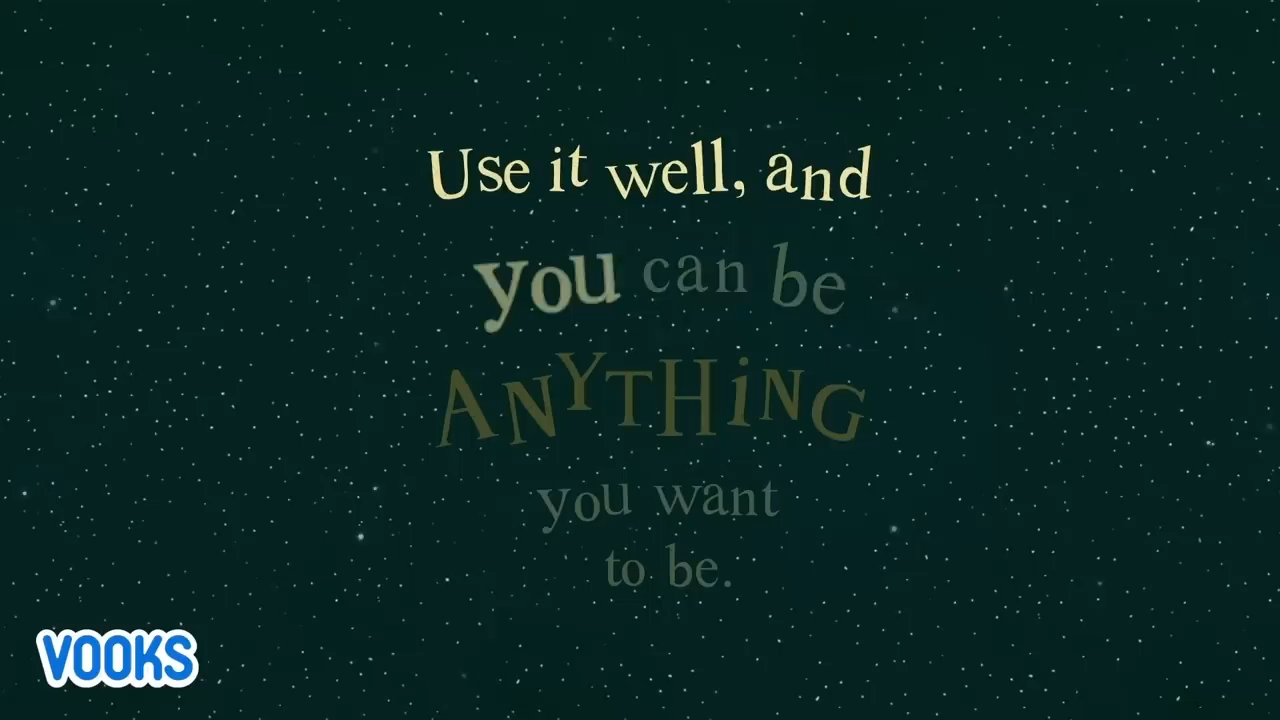 Use it well, and
you can be
ANYTHiNG
you want
to be.
VOOKS